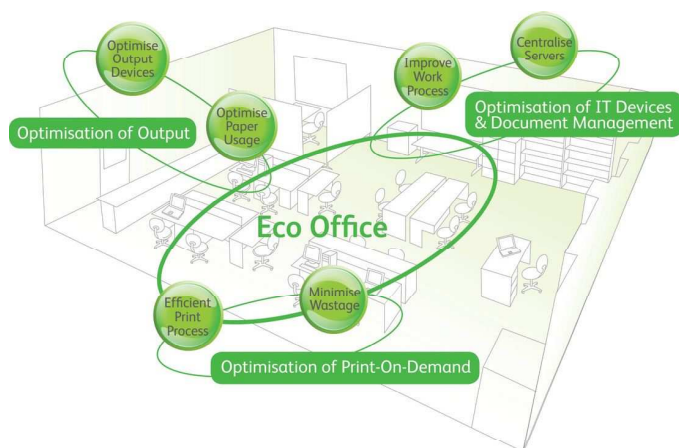 Optimise
Output
Devices
Centralise
Servers
Improve
Work
Process
Optimisation of IT Devices
& Document Management
Optimise
Paper
Usage
Optimisation of Output
Eco Office
Efficient
Print
Process
Minimise
Wastage
Optimisation of Print-On-Demand